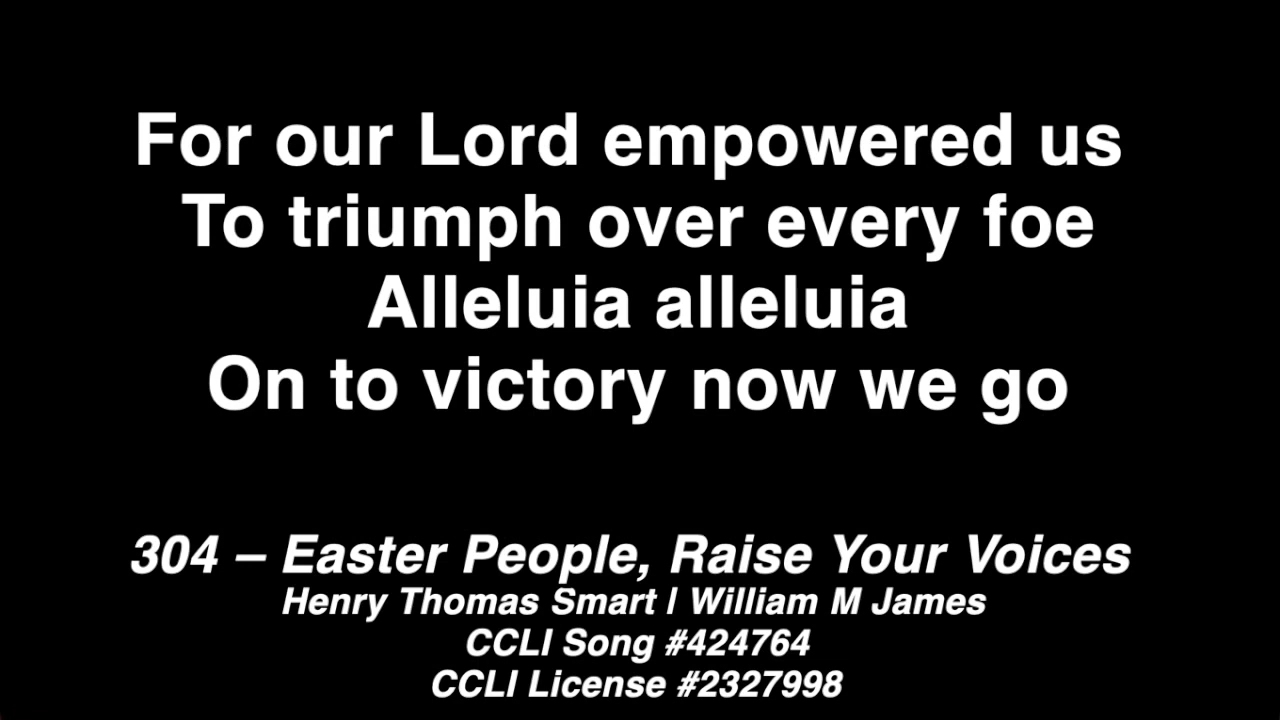 For our Lord empowered us
To triumph over every foe
Alleluia alleluia
On to victory now we go
304 – Easter People, Raise Your Voices
Henry Thomas Smart | William M James
CCLI Song #424764
CCLI License #2327998